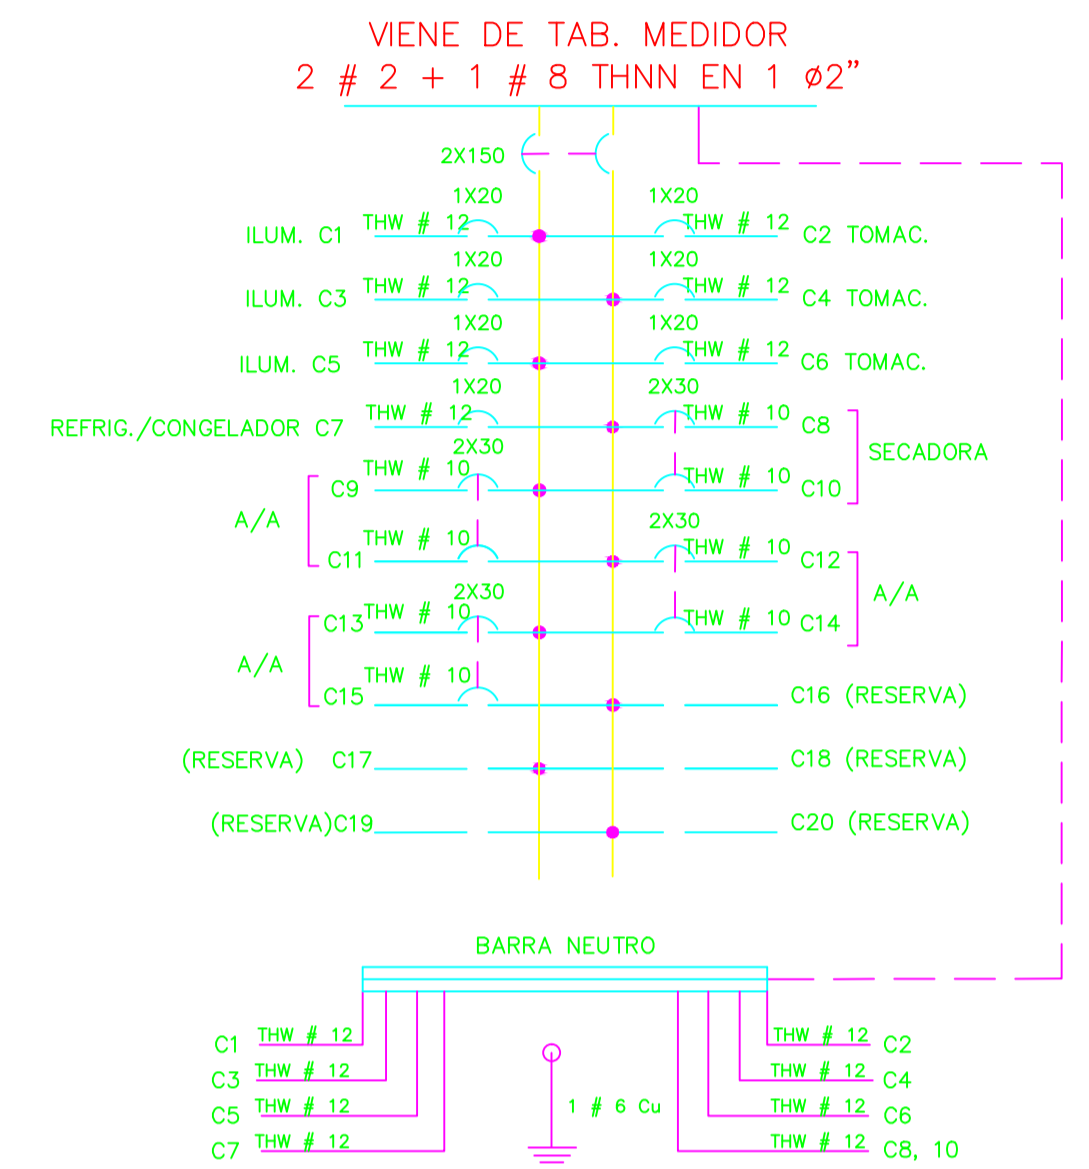 VIENE DE TAB. MEDIDOR
2 # 2 + 1 # 8 THNN EN 1 ø2”
2X150
1X20 1X20
ILUM. C1 THW # 12 THW # 12 C2 TOMAC.
1X20 1X20
ILUM. C3 THW # 12 THW # 12 C4 TOMAC.
1X20 1X20
ILUM. C5 THW # 12 THW # 12 C6 TOMAC.
1X20 2X30
REFRIG./CONGELADOR C7 THW # 12 THW # 10 C8
SECADORA
2X30
C9 THW # 10 THW # 10 C10
A/A
2X30
C11 THW # 10 THW # 10 C12
A/A
2X30
C13 THW # 10 THW # 10 C14
A/A
C15 THW # 10 C16 (RESERVA)
(RESERVA) C17 C18 (RESERVA)
(RESERVA)C19 C20 (RESERVA)
BARRA NEUTRO
C1 THW # 12 THW # 12 C2
C3 THW # 12 THW # 12 C4
1 # 6 Cu
C5 THW # 12 THW # 12 C6
C7 THW # 12 THW # 12 C8, 10